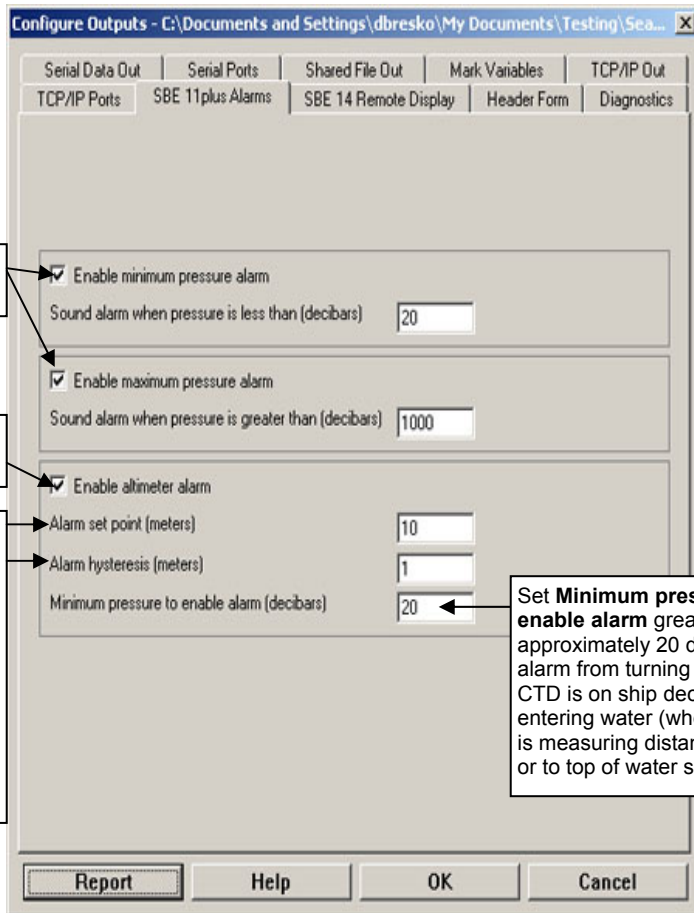 Configure Outputs - C:\Documents and Settings\dbresko\My Documents\Testing\Sea...
Serial Data Out
Serial Ports
Shared File Out
Mark Variables
TCP/IP Out
TCP/IP Ports
SBE 11plus Alarms
SBE 14 Remote Display
Header Form
Diagnostics
Enable minimum pressure alarm
Sound alarm when pressure is less than (decibars) 20
Enable maximum pressure alarm
Sound alarm when pressure is greater than (decibars) 1000
Enable altimeter alarm
Alarm set point (meters) 10
Alarm hysteresis (meters) 1
Minimum pressure to enable alarm (decibars) 20
Set Minimum
enable alarm
approximately 20
alarm from turning
CTD is on ship
entering water
is measuring
or to top of water
Report
Help
OK
Cancel